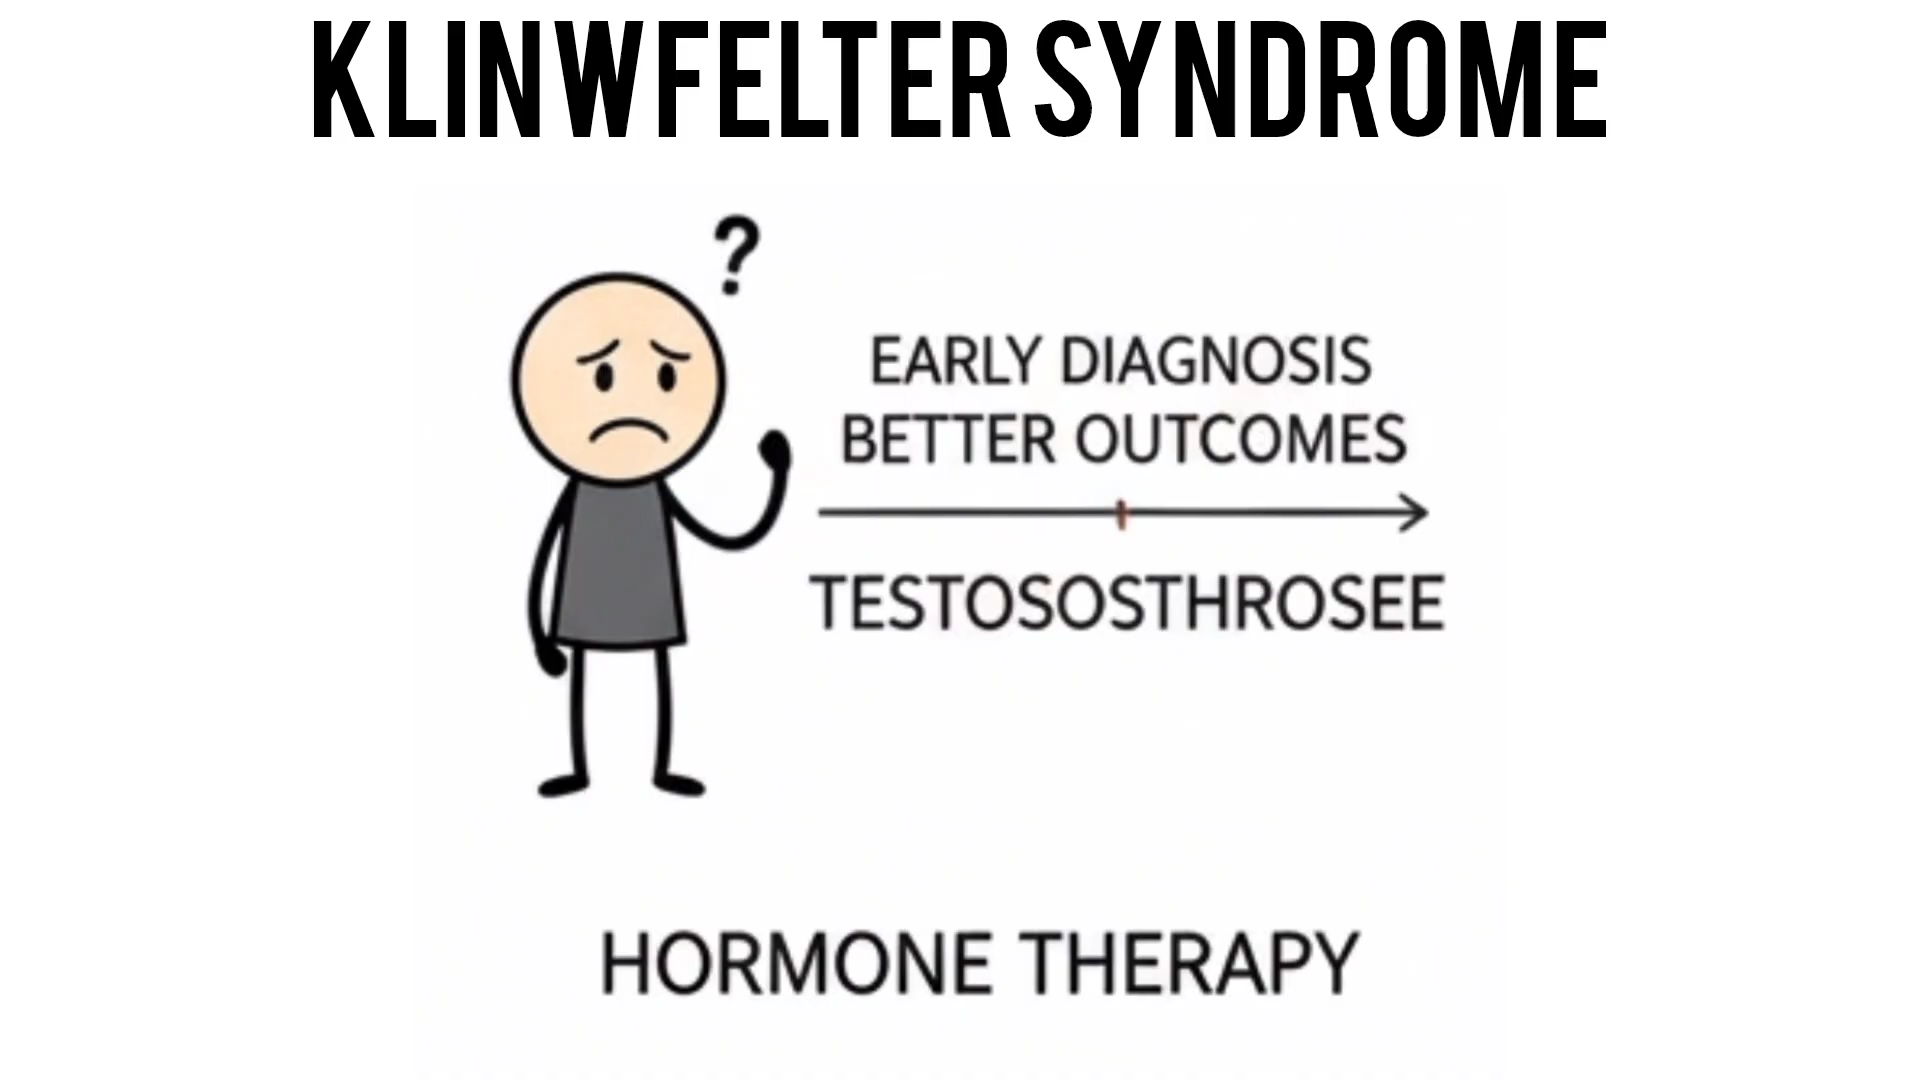 KLINWFELTER SYNDROME
?
EARLY DIAGNOSIS
BETTER OUTCOMES
TESTOSOSTHROSEE
HORMONE THERAPY